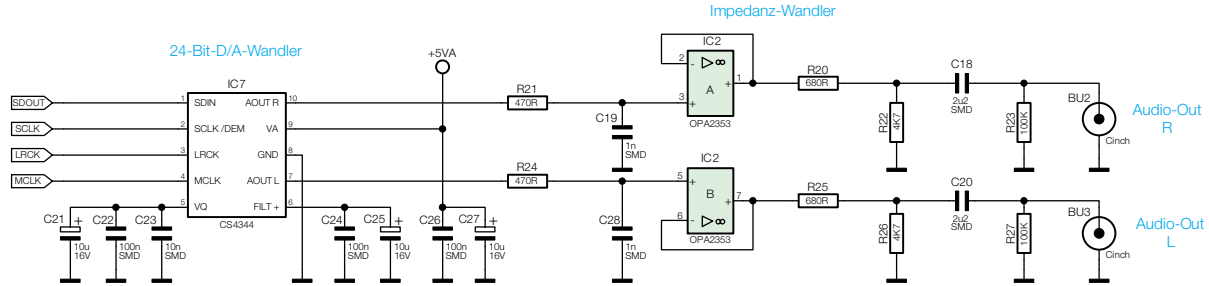 Impedanz-Wandler
24-Bit-D/A-Wandler
+5VA
IC7
SDOUT
SCLK
LRCK
MCLK
1 SDIN AOUT R 10
2 SCLK /DEM VA 9
3 LRCK GND 8
4 MCLK AOUT L 7
5 VQ FILT + 6
CS4344
R21
470R
C19
1n
SMD
IC2
2 - ▷∞
+ 1
A
3 +
OPA2353
R20
680R
R22
4K7
C18
2u2
SMD
R23
100K
BU2
Cinch
Audio-Out
R
R24
470R
C28
1n
SMD
IC2
5 +
B
7
6 - ▷∞
OPA2353
R25
680R
R26
4K7
C20
2u2
SMD
R27
100K
BU3
Cinch
Audio-Out
L
C21
+
10u
16V
C22
100n
SMD
C23
10n
SMD
C24
100n
SMD
C25
+
10u
16V
C26
100n
SMD
C27
+
10u
16V